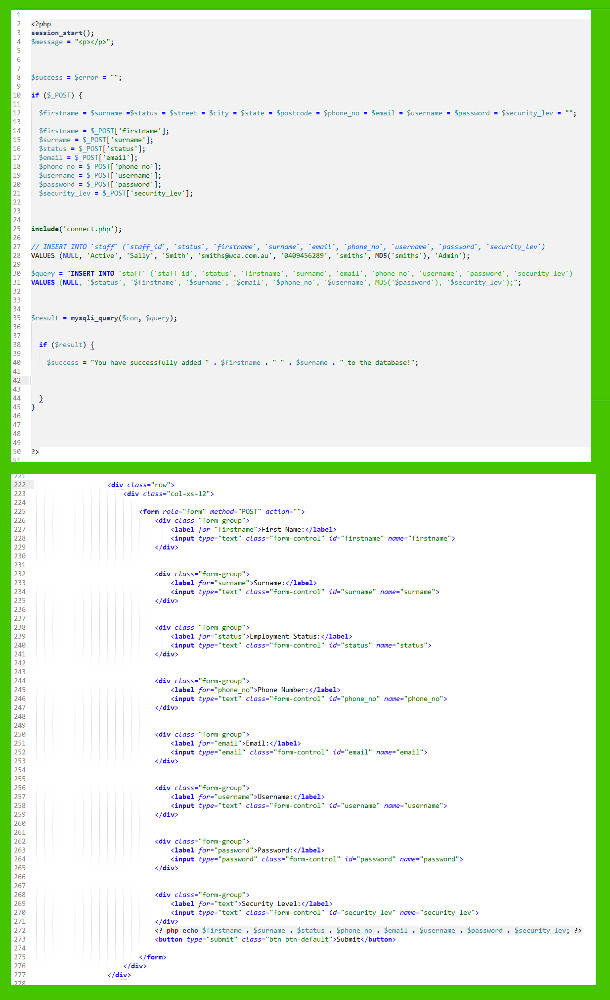 1
2 <?php
3 session_start();
4 $message = "<p></p>";
5
6
7
8 $success = $error = "";
9
10 if ($_POST) {
11
12 $firstname = $surname =$status = $street = $city = $state = $postcode = $phone_no = $email = $username = $password = $security_lev = "";
13
14 $firstname = $_POST['firstname'];
15 $surname = $_POST['surname'];
16 $status = $_POST['status'];
17 $email = $_POST['email'];
18 $phone_no = $_POST['phone_no'];
19 $username = $_POST['username'];
20 $password = $_POST['password'];
21 $security_lev = $_POST['security_lev'];
22
23
24
25 include('connect.php');
26
27 // INSERT INTO `staff` (`staff_id`, `status`, `firstname`, `surname`, `email`, `phone_no`, `username`, `password`, `security_lev`)
28 VALUES (NULL, 'Active', 'Sally', 'Smith', 'smiths@wca.com.au', '0409456289', 'smiths', MD5('smiths'), 'Admin');
29
30 $query = "INSERT INTO `staff` (`staff_id`, `status`, `firstname`, `surname`, `email`, `phone_no`, `username`, `password`, `security_lev`)
31 VALUES (NULL, '$status', '$firstname', '$surname', '$email', '$phone_no', '$username', MD5('$password'), '$security_lev');";
32
33
34
35 $result = mysqli_query($con, $query);
36
37
38 if ($result) {
39
40 $success = "You have successfully added " . $firstname . " " . $surname . " to the database!";
41
42
43
44 }
45 }
46
47
48
49
50 ?>
51
221
222 <div class="row">
223 <div class="col-xs-12">
224
225 <form role="form" method="POST" action="">
226 <div class="form-group">
227 <label for="firstname">First Name:</label>
228 <input type="text" class="form-control" id="firstname" name="firstname">
229 </div>
230
231
232 <div class="form-group">
233 <label for="surname">Surname:</label>
234 <input type="text" class="form-control" id="surname" name="surname">
235 </div>
236
237
238 <div class="form-group">
239 <label for="status">Employment Status:</label>
240 <input type="text" class="form-control" id="status" name="status">
241 </div>
242
243
244 <div class="form-group">
245 <label for="phone_no">Phone Number:</label>
246 <input type="text" class="form-control" id="phone_no" name="phone_no">
247 </div>
248
249
250 <div class="form-group">
251 <label for="email">Email:</label>
252 <input type="email" class="form-control" id="email" name="email">
253 </div>
254
255
256 <div class="form-group">
257 <label for="username">Username:</label>
258 <input type="text" class="form-control" id="username" name="username">
259 </div>
260
261
262 <div class="form-group">
263 <label for="password">Password:</label>
264 <input type="password" class="form-control" id="password" name="password">
265 </div>
266
267
268 <div class="form-group">
269 <label for="text">Security Level:</label>
270 <input type="text" class="form-control" id="security_lev" name="security_lev">
271 </div>
272 <? php echo $firstname . $surname . $status . $phone_no . $email . $username . $password . $security_lev; ?>
273 <button type="submit" class="btn btn-default">Submit</button>
274
275 </form>
276 </div>
277 </div>
278